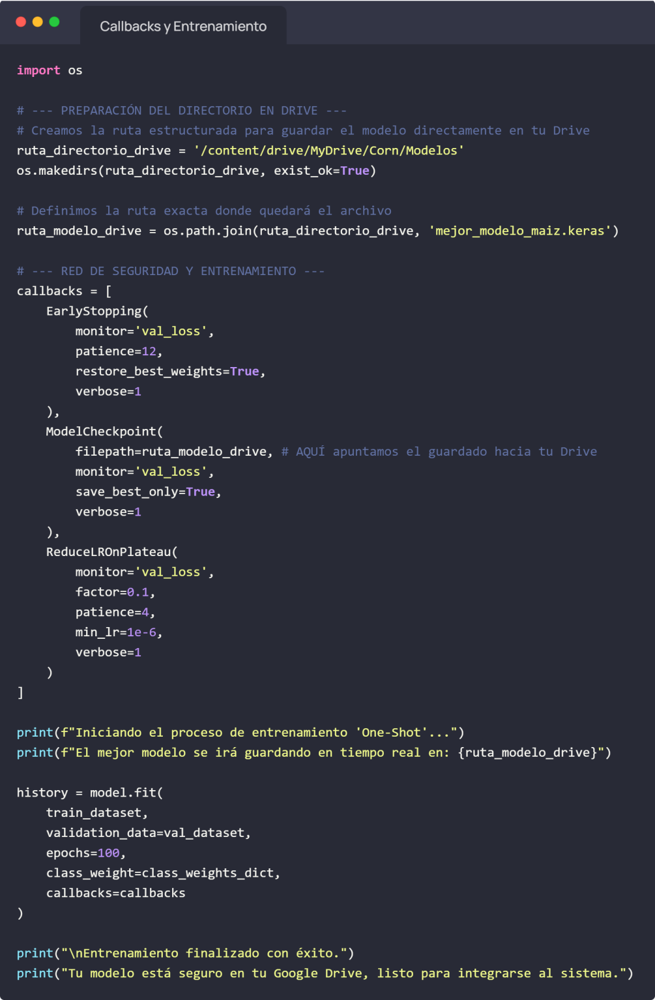 Callbacks y Entrenamiento
import os
# --- PREPARACIÓN DEL DIRECTORIO EN DRIVE ---
# Creamos la ruta estructurada para guardar el modelo directamente en tu Drive
ruta_directorio_drive = '/content/drive/MyDrive/Corn/Modelos'
os.makedirs(ruta_directorio_drive, exist_ok=True)
# Definimos la ruta exacta donde quedará el archivo
ruta_modelo_drive = os.path.join(ruta_directorio_drive, 'mejor_modelo_maiz.keras')
# --- RED DE SEGURIDAD Y ENTRENAMIENTO ---
callbacks = [
    EarlyStopping(
        monitor='val_loss',
        patience=12,
        restore_best_weights=True,
        verbose=1
    ),
    ModelCheckpoint(
        filepath=ruta_modelo_drive, # AQUÍ apuntamos el guardado hacia tu Drive
        monitor='val_loss',
        save_best_only=True,
        verbose=1
    ),
    ReduceLROnPlateau(
        monitor='val_loss',
        factor=0.1,
        patience=4,
        min_lr=1e-6,
        verbose=1
    )
]
print(f"Iniciando el proceso de entrenamiento 'One-Shot'...")
print(f"El mejor modelo se irá guardando en tiempo real en: {ruta_modelo_drive}")
history = model.fit(
    train_dataset,
    validation_data=val_dataset,
    epochs=100,
    class_weight=class_weights_dict,
    callbacks=callbacks
)
print("\nEntrenamiento finalizado con éxito.")
print("Tu modelo está seguro en tu Google Drive, listo para integrarse al sistema.")